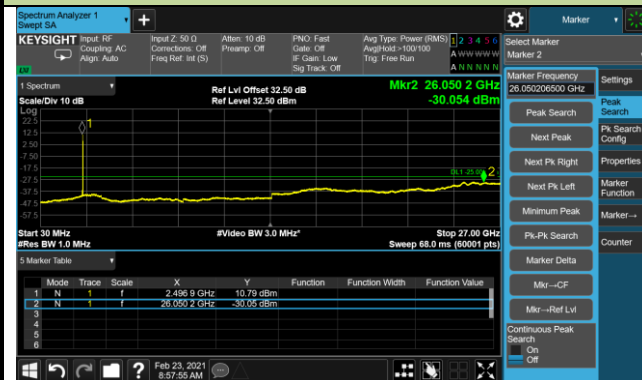 Spectrum Analyzer 1
Swept SA
Marker
KEYSIGHT
Input: RF
Coupling: AC
Align: Auto
Input Z: 50 Ω
Corrections: Off
Freq Ref: Int (S)
Atten: 10 dB
Preamp: Off
PNO: Fast
Gate: Off
IF Gain: Low
Sig Track: Off
Avg Type: Power (RMS)
Avg|Hold:>100/100
Trig: Free Run
1 2 3 4 5 6
A W W W W W
A N N N N N
Select Marker
Marker 2
1 Spectrum
Scale/Div 10 dB
Ref Lvl Offset 32.50 dB
Ref Level 32.50 dBm
Mkr2 26.050 2 GHz
-30.054 dBm
Log
22.5
12.5
2.50
-7.50
-17.5
-27.5
-37.5
-47.5
-57.5
1
2
Start 30 MHz
#Res BW 1.0 MHz
#Video BW 3.0 MHz*
Stop 27.00 GHz
Sweep 68.0 ms (60001 pts)
Marker Frequency
26.050206500 GHz
Peak Search
Next Peak
Next Pk Right
Next Pk Left
Minimum Peak
Pk-Pk Search
Marker Delta
Mkr→CF
Mkr→Ref Lvl
Continuous Peak
Search
On
Off
Settings
Peak
Search
Pk Search
Config
Properties
Marker
Function
Marker→
Counter
5 Marker Table
Mode Trace Scale X Y Function Function Width Function Value
1 N 1 f 2.496 9 GHz 10.79 dBm
2 N 1 f 26.050 2 GHz -30.05 dBm
3
4
5
6
Feb 23, 2021
8:57:55 AM